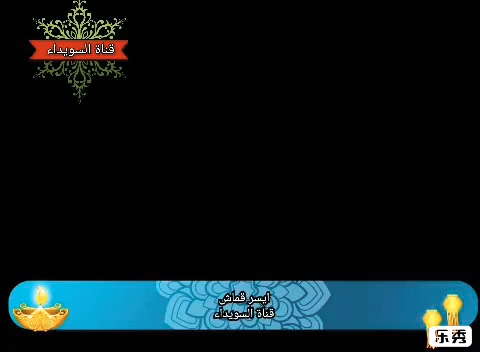 قناة السويداء
ايسر قماش
قناة السويداء
乐秀